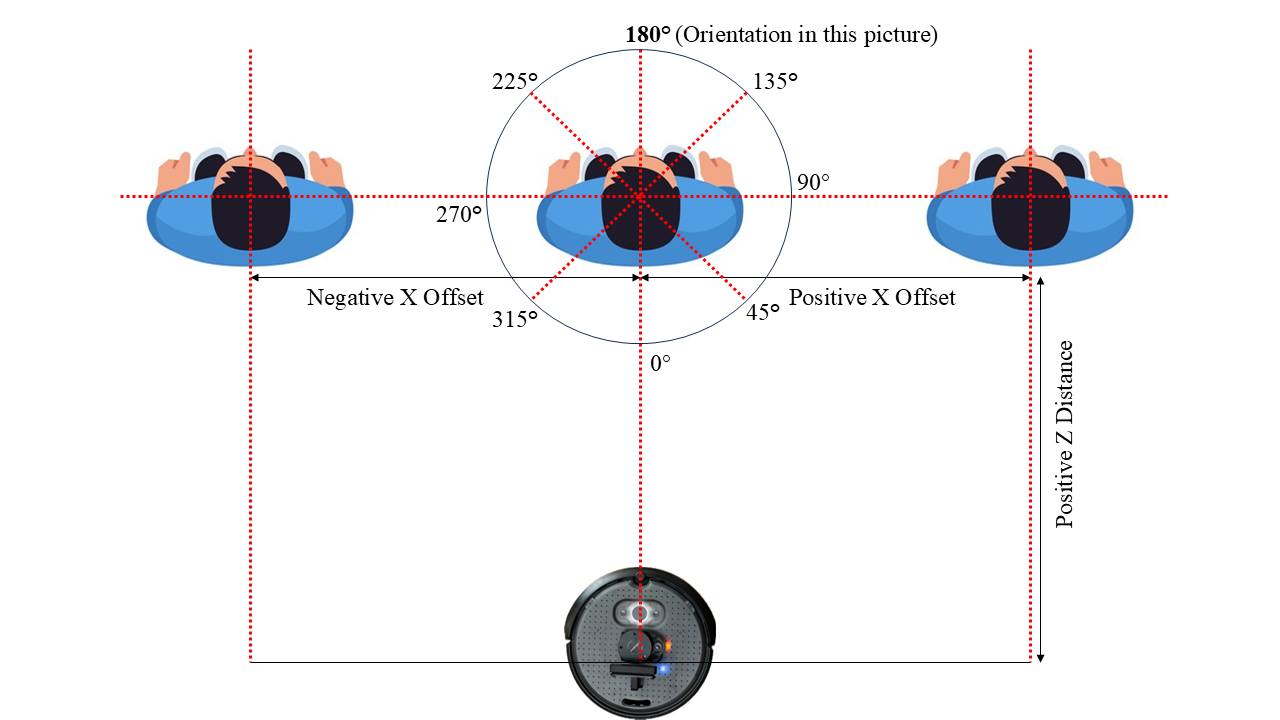 180° (Orientation in this picture)
225°
135°
90°
270°
Negative X Offset
Positive X Offset
315°
45°
0°
Positive Z Distance